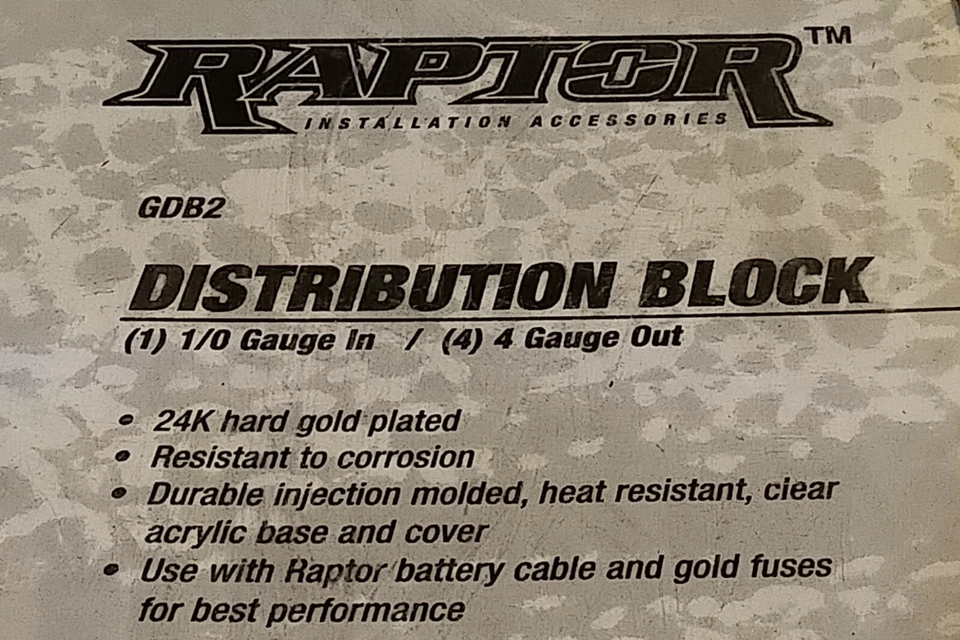 RAPTOR™
INSTALLATION ACCESSORIES
GDB2
DISTRIBUTION BLOCK
(1) 1/0 Gauge In / (4) 4 Gauge Out
• 24K hard gold plated
• Resistant to corrosion
• Durable injection molded, heat resistant, clear
acrylic base and cover
• Use with Raptor battery cable and gold fuses
for best performance